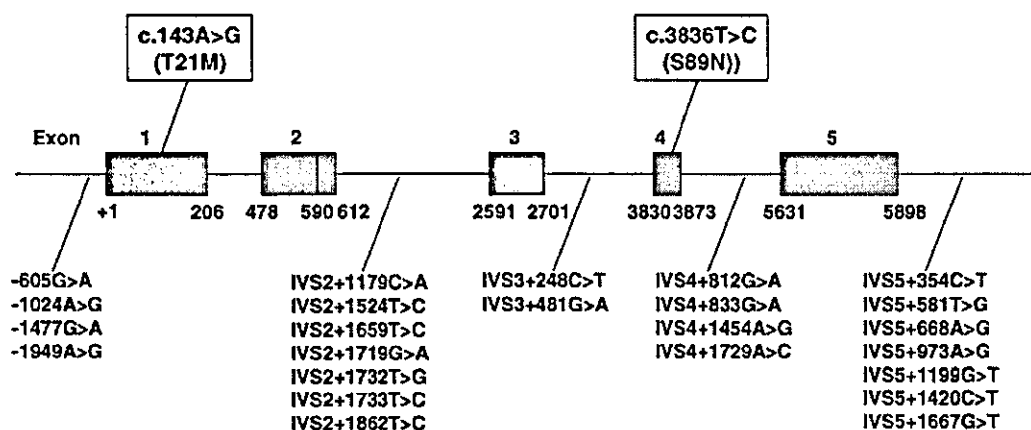 c.143A>G
(T21M)
c.3836T>C
(S89N))
Exon 1 2 3 4 5
+1 206 478 590 612 2591 2701 3830 3873 5631 5898
-605G>A
-1024A>G
-1477G>A
-1949A>G
IVS2+1179C>A
IVS2+1524T>C
IVS2+1659T>C
IVS2+1719G>A
IVS2+1732T>G
IVS2+1733T>C
IVS2+1862T>C
IVS3+248C>T
IVS3+481G>A
IVS4+812G>A
IVS4+833G>A
IVS4+1454A>G
IVS4+1729A>C
IVS5+354C>T
IVS5+581T>G
IVS5+668A>G
IVS5+973A>G
IVS5+1199G>T
IVS5+1420C>T
IVS5+1667G>T